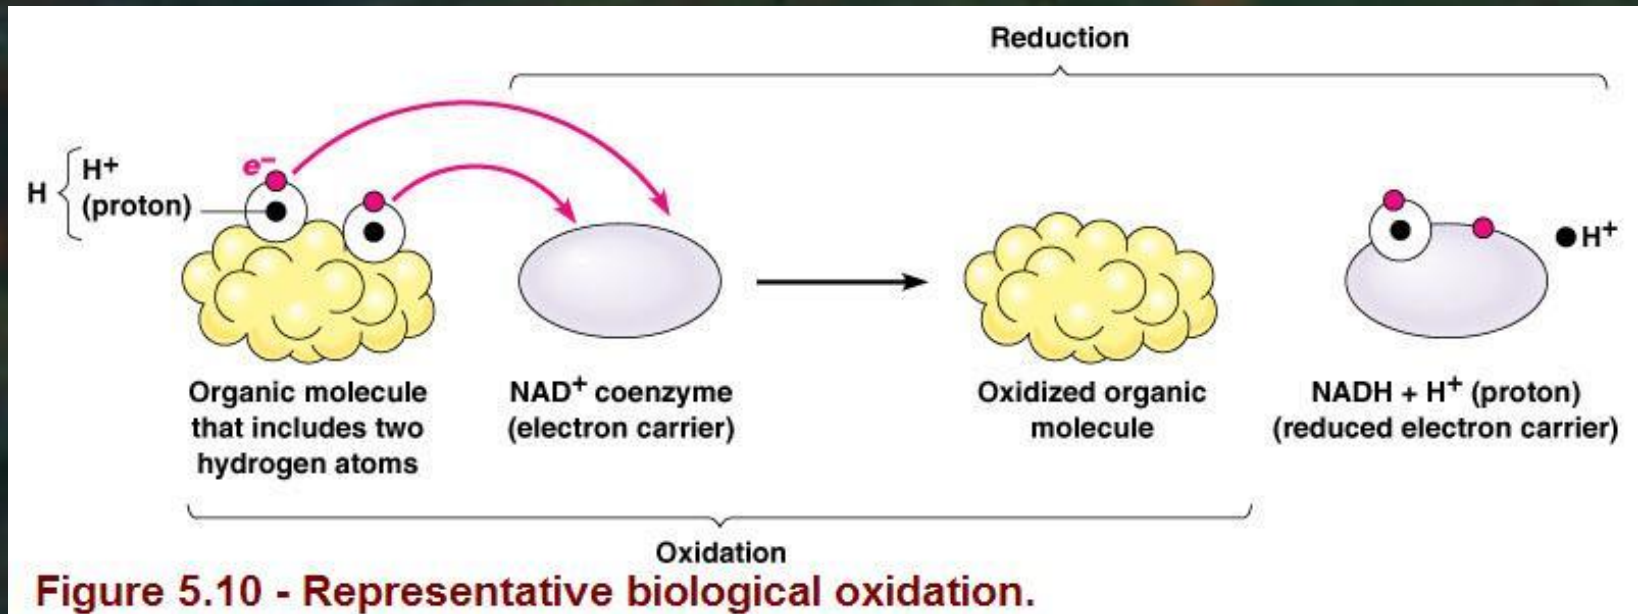 Reduction
e⁻
H
H⁺
(proton)
H⁺
Organic molecule
that includes two
hydrogen atoms
NAD⁺ coenzyme
(electron carrier)
Oxidized organic
molecule
NADH + H⁺ (proton)
(reduced electron carrier)
Oxidation
Figure 5.10 - Representative biological oxidation.